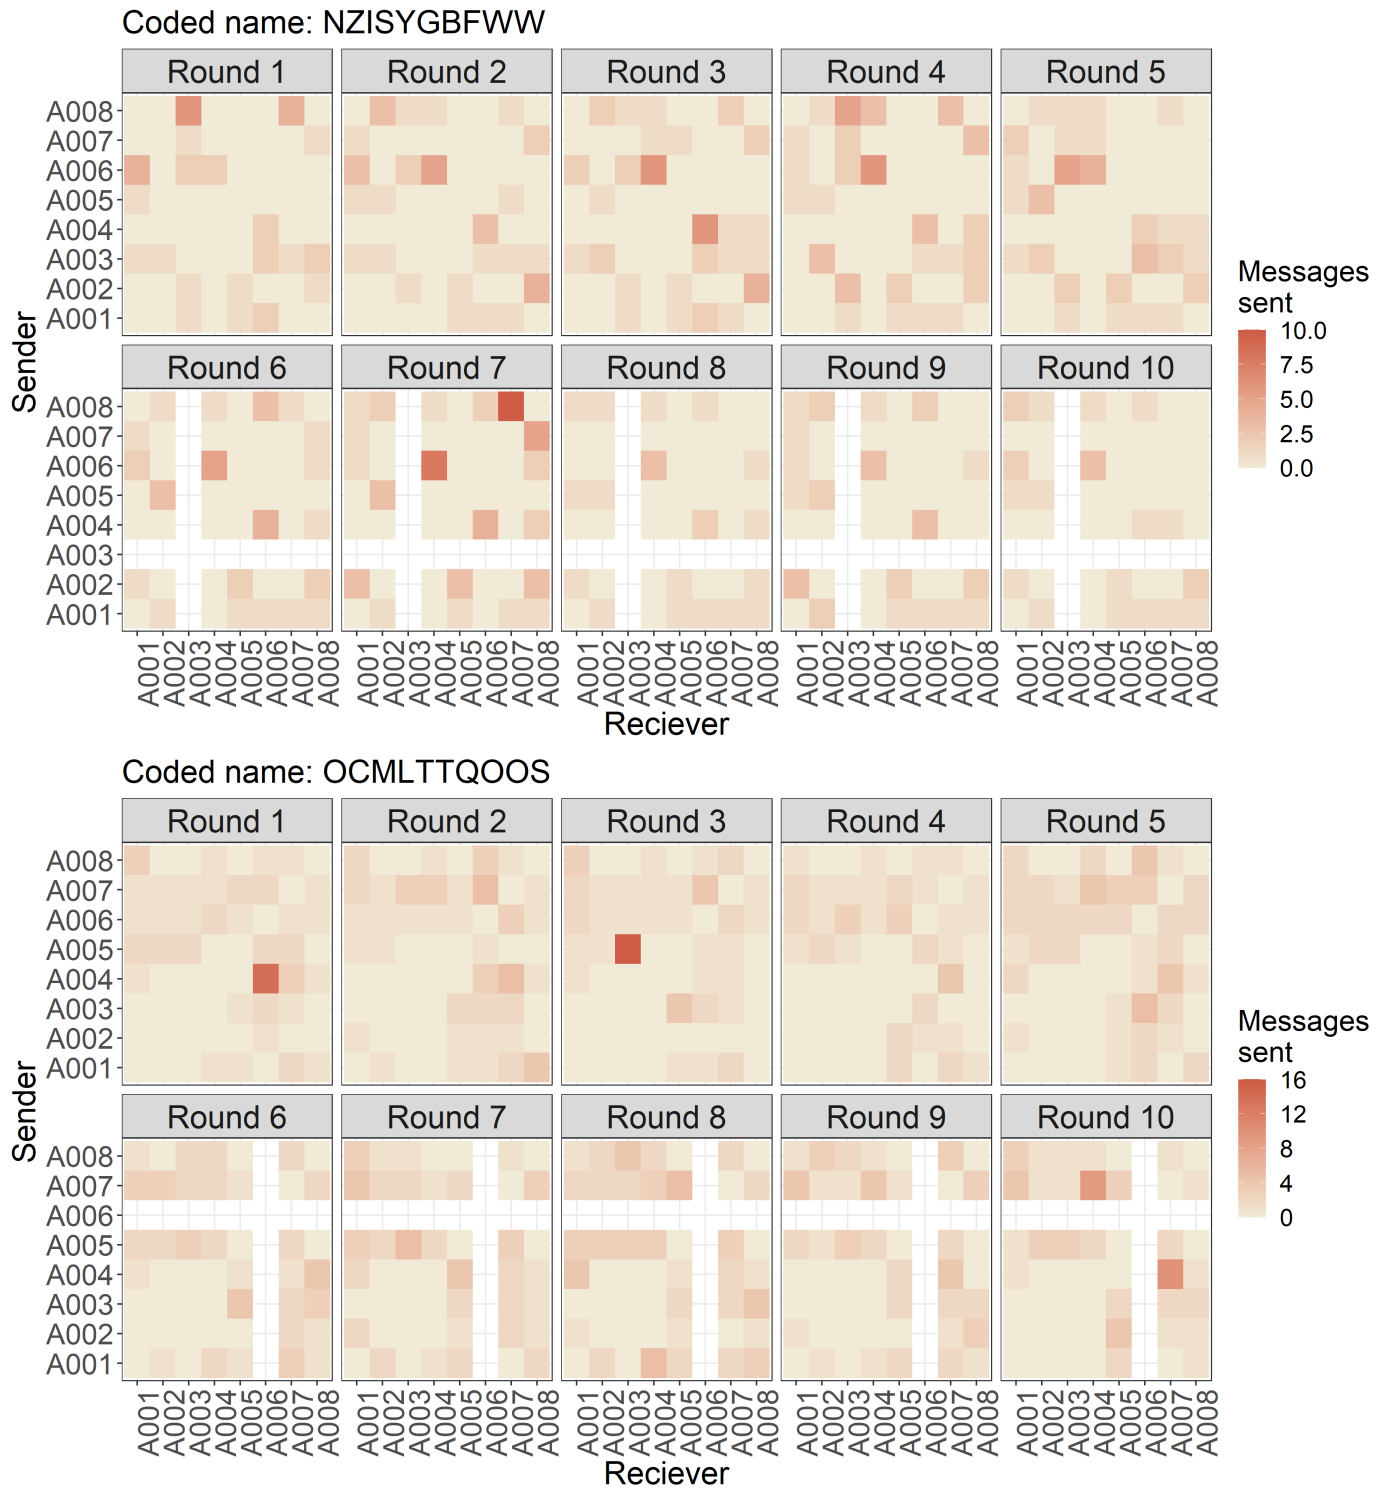 Coded name: NZISYGBFWW
Round 1 Round 2 Round 3 Round 4 Round 5
A008
A007
A006
A005
A004
A003
A002
A001
Round 6 Round 7 Round 8 Round 9 Round 10
A008
A007
A006
A005
A004
A003
A002
A001
Sender
A001 A002 A003 A004 A005 A006 A007 A008 A001 A002 A003 A004 A005 A006 A007 A008 A001 A002 A003 A004 A005 A006 A007 A008 A001 A002 A003 A004 A005 A006 A007 A008 A001 A002 A003 A004 A005 A006 A007 A008
Reciever
Messages
sent
10.0
7.5
5.0
2.5
0.0
Coded name: OCMLTTQOOS
Round 1 Round 2 Round 3 Round 4 Round 5
A008
A007
A006
A005
A004
A003
A002
A001
Round 6 Round 7 Round 8 Round 9 Round 10
A008
A007
A006
A005
A004
A003
A002
A001
Sender
A001 A002 A003 A004 A005 A006 A007 A008 A001 A002 A003 A004 A005 A006 A007 A008 A001 A002 A003 A004 A005 A006 A007 A008 A001 A002 A003 A004 A005 A006 A007 A008 A001 A002 A003 A004 A005 A006 A007 A008
Reciever
Messages
sent
16
12
8
4
0